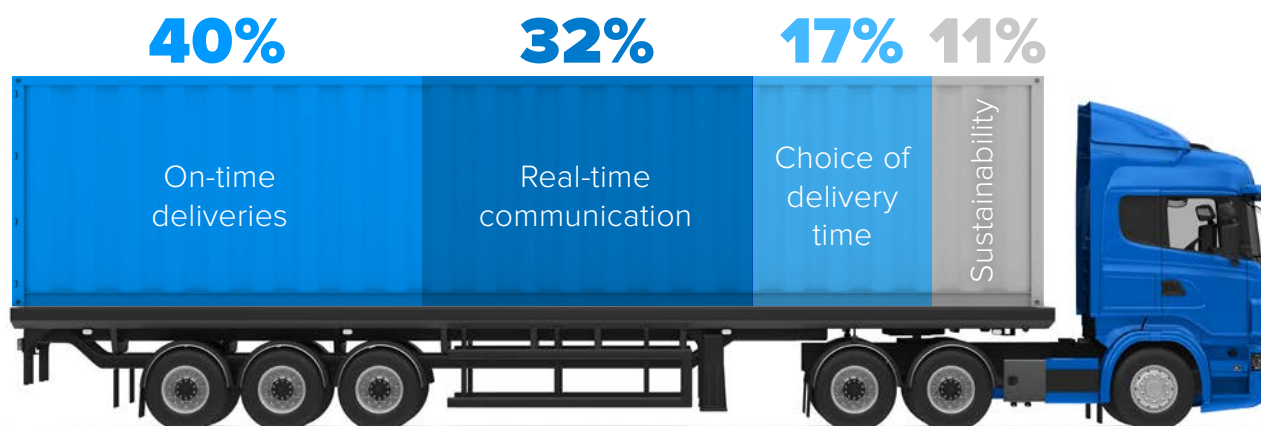 40% 32% 17% 11%
On-time
deliveries
Real-time
communication
Choice of
delivery
time
Sustainability